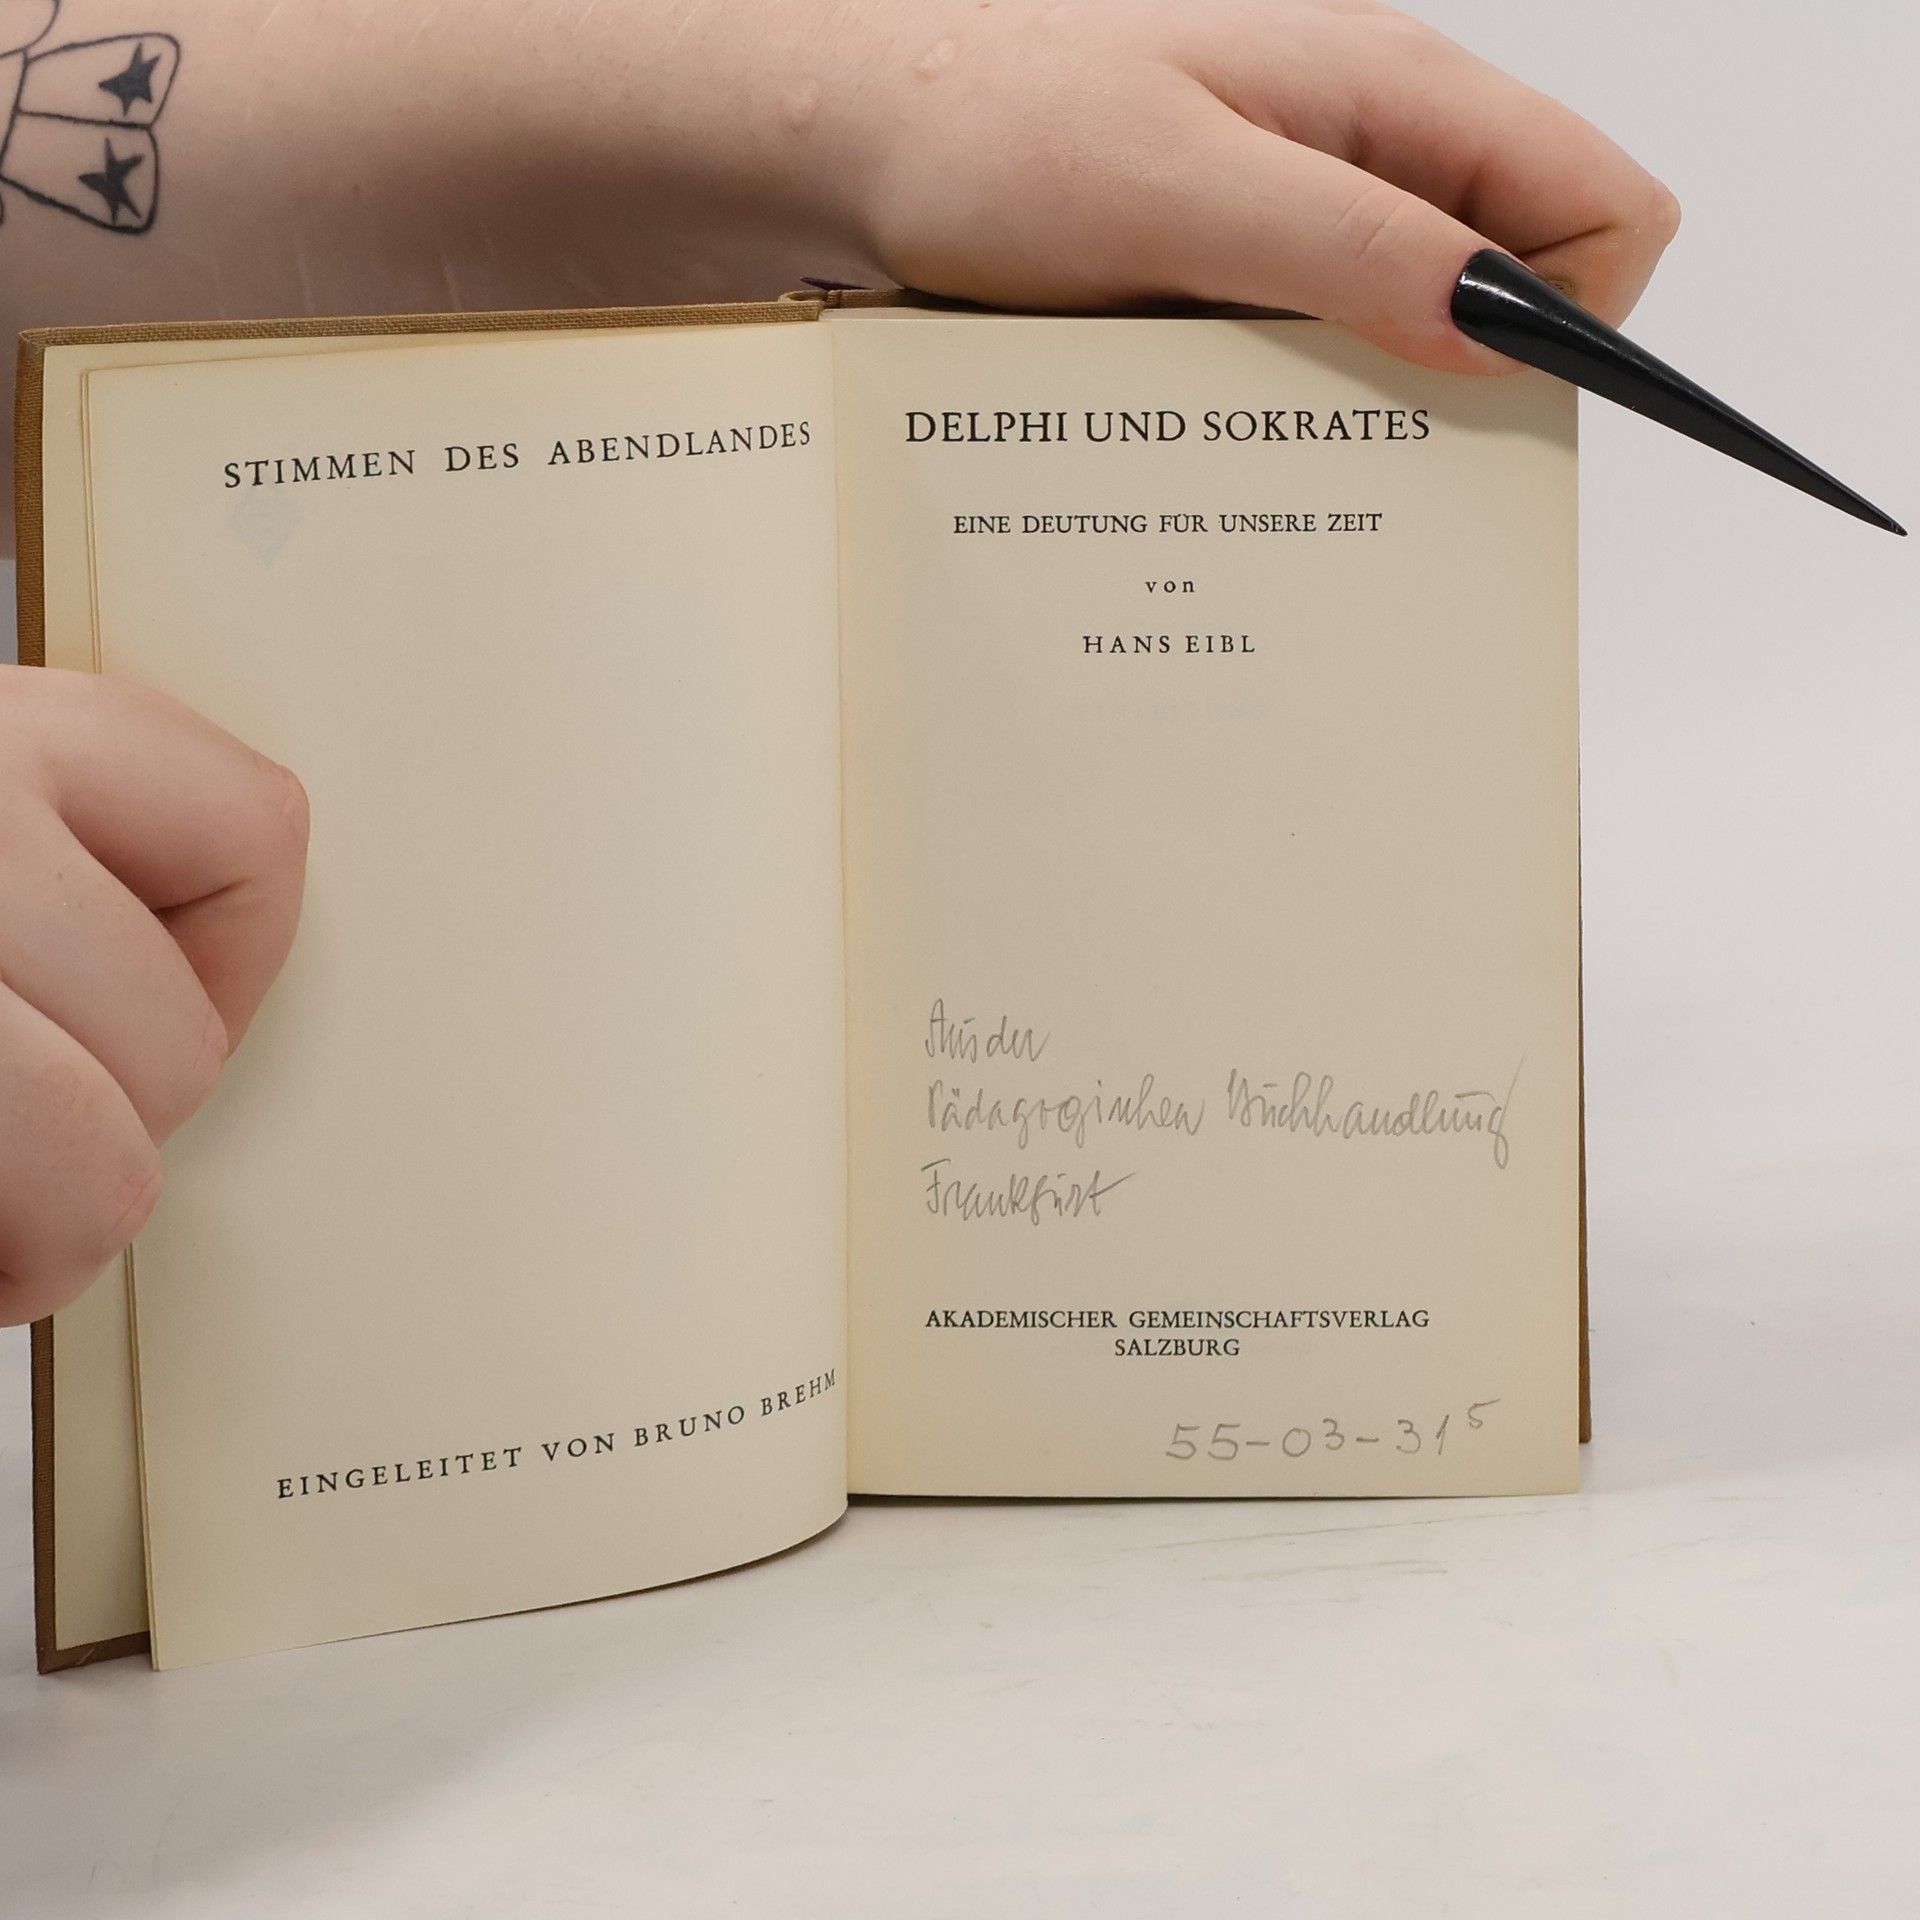 STIMMEN DES ABENDLANDES
EINGELEITET VON BRUNO BREHM
DELPHI UND SOKRATES
EINE DEUTUNG FÜR UNSERE ZEIT
von
HANS EIBL
Aus der
Pädagogischen Buchhandlung
Frankfurt
AKADEMISCHER GEMEINSCHAFTSVERLAG
SALZBURG
55-03-31⁵